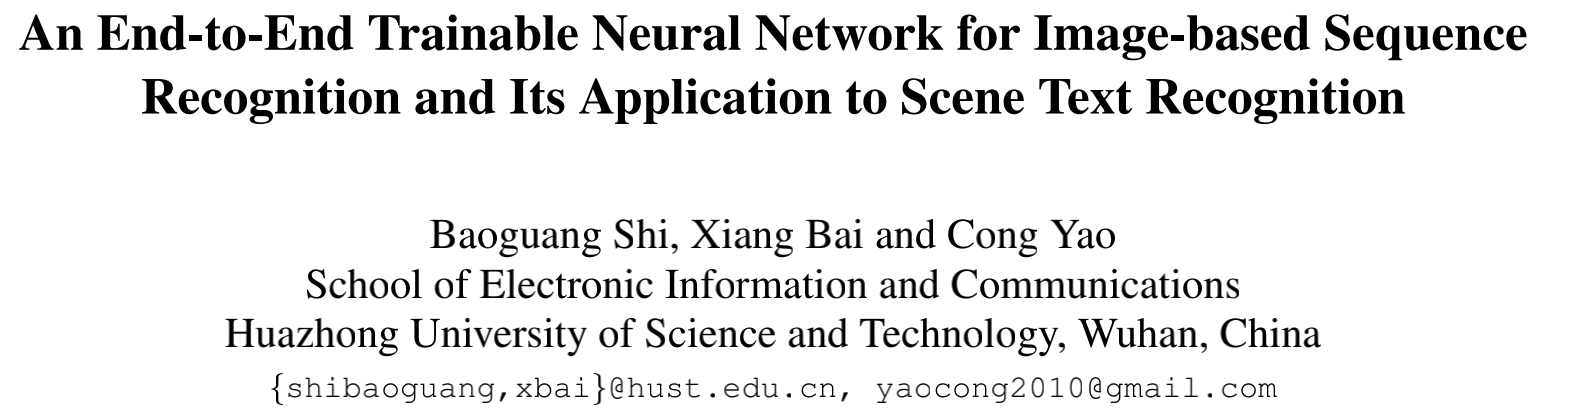 An End-to-End Trainable Neural Network for Image-based Sequence
Recognition and Its Application to Scene Text Recognition
Baoguang Shi, Xiang Bai and Cong Yao
School of Electronic Information and Communications
Huazhong University of Science and Technology, Wuhan, China
{shibaoguang,xbai}@hust.edu.cn, yaocong2010@gmail.com